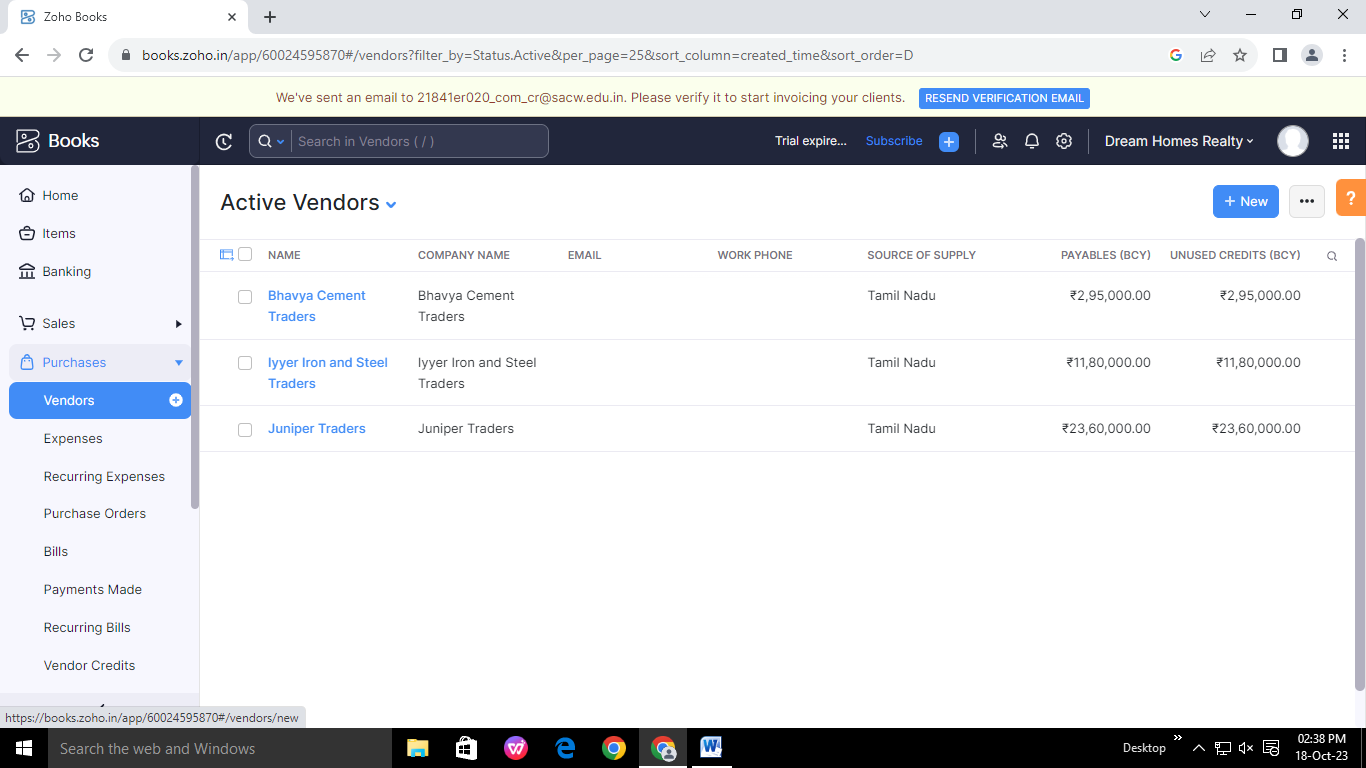 Zoho Books
books.zoho.in/app/60024595870#/vendors?filter_by=Status.Active&per_page=25&sort_column=created_time&sort_order=D
We've sent an email to 21841er020_com_cr@sacw.edu.in. Please verify it to start invoicing your clients. RESEND VERIFICATION EMAIL
Books
Search in Vendors ( / )
Trial expire... Subscribe
Dream Homes Realty
Home
Items
Banking
Sales
Purchases
Vendors
Expenses
Recurring Expenses
Purchase Orders
Bills
Payments Made
Recurring Bills
Vendor Credits
https://books.zoho.in/app/60024595870#/vendors/new
Active Vendors
+ New
?
NAME COMPANY NAME EMAIL WORK PHONE SOURCE OF SUPPLY PAYABLES (BCY) UNUSED CREDITS (BCY)
Bhavya Cement Bhavya Cement Tamil Nadu ₹2,95,000.00 ₹2,95,000.00
Traders Traders
Iyyer Iron and Steel Iyyer Iron and Steel Tamil Nadu ₹11,80,000.00 ₹11,80,000.00
Traders Traders
Juniper Traders Juniper Traders Tamil Nadu ₹23,60,000.00 ₹23,60,000.00
Search the web and Windows
Desktop
02:38 PM
18-Oct-23